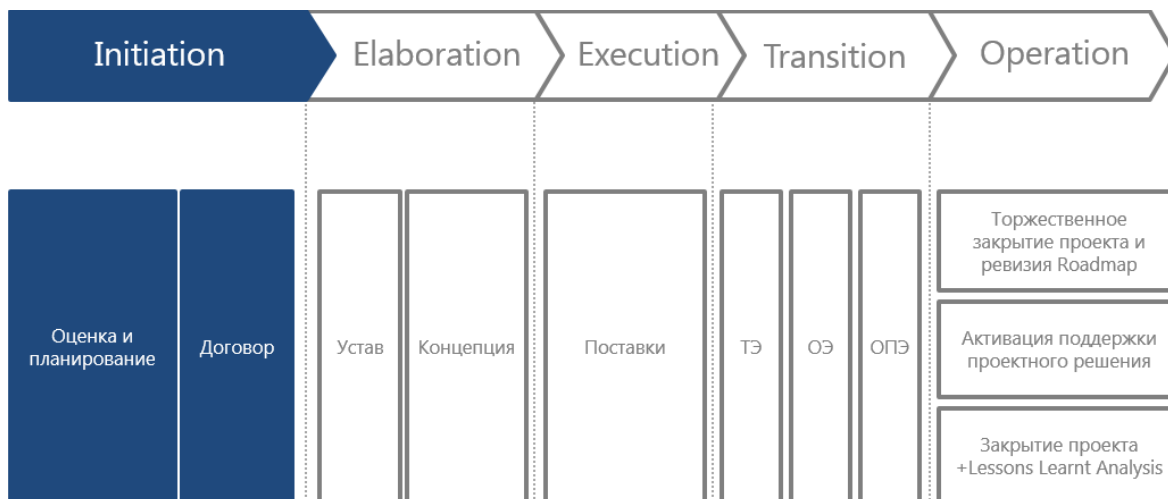 Initiation
Elaboration
Execution
Transition
Operation
Оценка и
планирование
Договор
Устав
Концепция
Поставки
ТЭ
ОЭ
ОПЭ
Торжественное
закрытие проекта и
ревизия Roadmap
Активация поддержки
проектного решения
Закрытие проекта
+Lessons Learnt Analysis